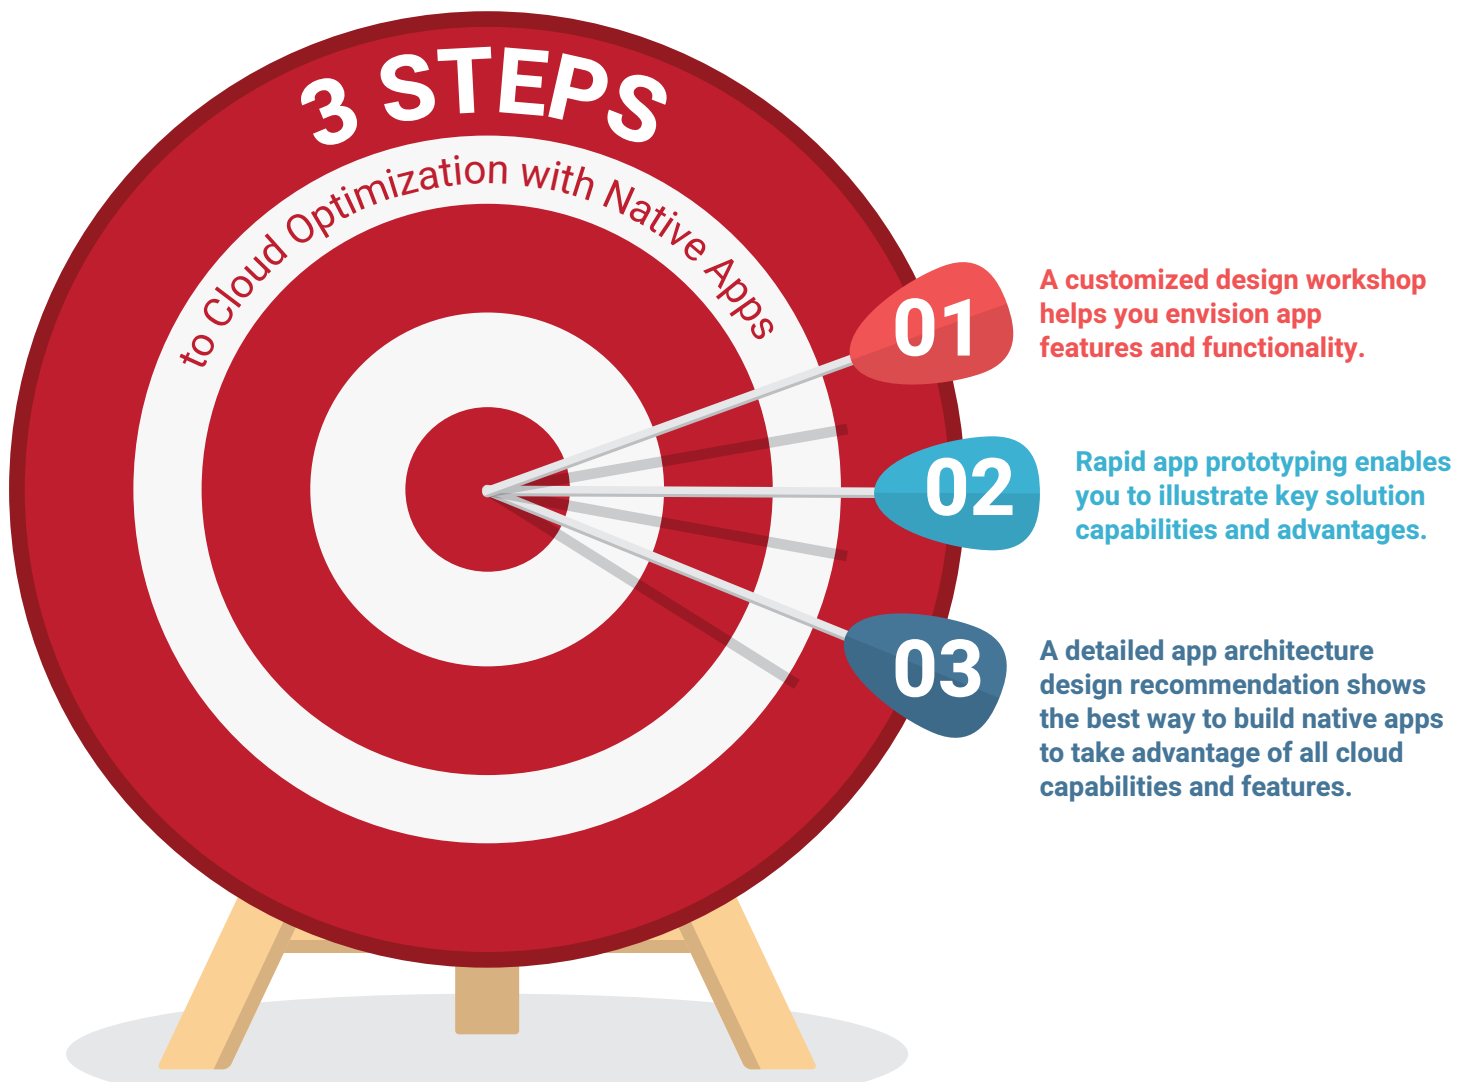 3 STEPS
to Cloud Optimization with Native Apps
01
A customized design workshop
helps you envision app
features and functionality.
02
Rapid app prototyping enables
you to illustrate key solution
capabilities and advantages.
03
A detailed app architecture
design recommendation shows
the best way to build native apps
to take advantage of all cloud
capabilities and features.